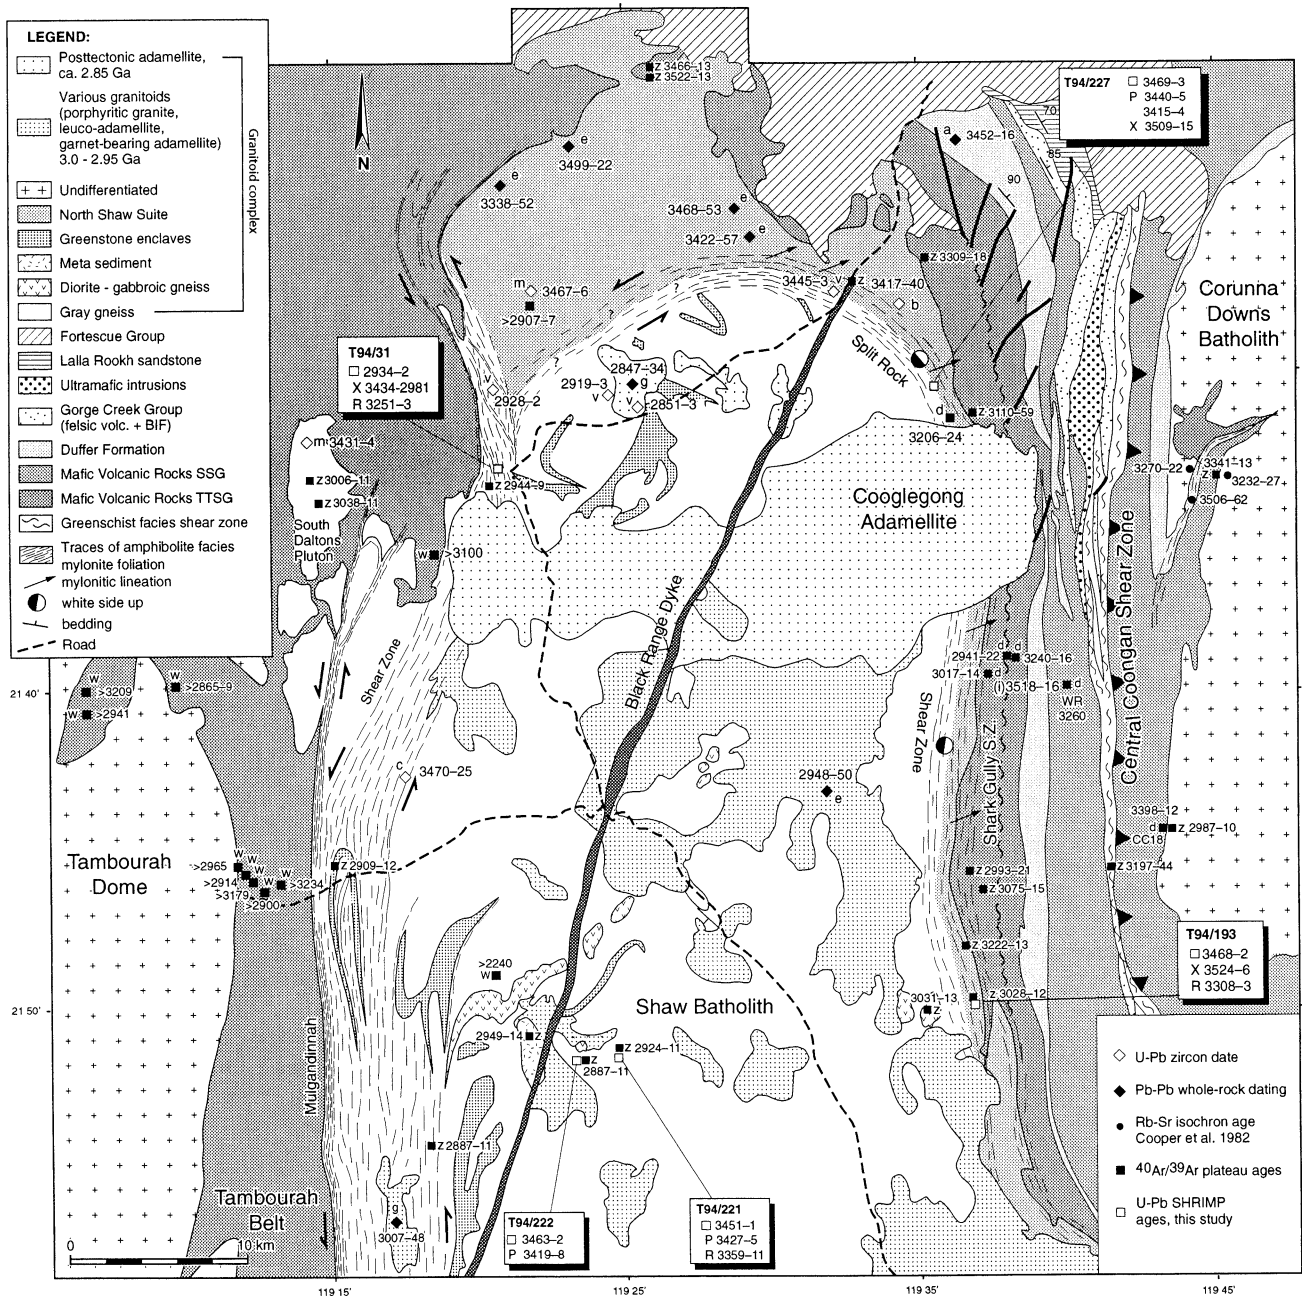 LEGEND:
Posttectonic adamellite,
ca. 2.85 Ga
Various granitoids
(porphyritic granite,
leuco-adamellite,
garnet-bearing adamellite)
3.0 - 2.95 Ga
Granitoid complex
Undifferentiated
North Shaw Suite
Greenstone enclaves
Meta sediment
Diorite - gabbroic gneiss
Gray gneiss
Fortescue Group
Lalla Rookh sandstone
Ultramafic intrusions
Gorge Creek Group
(felsic volc. + BIF)
Duffer Formation
Mafic Volcanic Rocks SSG
Mafic Volcanic Rocks TTSG
Greenschist facies shear zone
Traces of amphibolite facies
mylonite foliation
mylonitic lineation
white side up
bedding
Road
N
z 3466-13
z 3522-13
T94/227
3469-3
P 3440-5
3415-4
X 3509-15
70
85
90
a 3452-16
e
3499-22
e
3338-52
3468-53 e
3422-57 e
z 3309-18
m 3467-6
>2907-7
3445-3 v
z 3417-40
b
Corunna
Downs
Batholith
Split Rock
?
?
T94/31
2934-2
X 3434-2981
R 3251-3
v
2928-2
2847-34
g
2919-3
v
v
2851-3
d
z 3110-59
3206-24
m 3431-4
z 3006-11
z 3038-11
South
Daltons
Pluton
z 2944-9
w >3100
Cooglegong
Adamellite
3270-22
3341-13
z
3232-27
3506-62
Black Range Dyke
Shear Zone
Shear Zone
Shark Gully S.Z.
Central Coongan Shear Zone
d d
2941-22
3240-16
3017-14 d
(i)3518-16 d
WR
3260
21 40'
w
>3209
w >2941
w
>2865-9
c 3470-25
2948-50
e
3398-12
d z 2987-10
CC18
z 3197-44
Tambourah
Dome
>2965
w
w
w
w
w
>2914
>3179
>3234
>2900
z 2909-12
z 2993-21
z 3075-15
z 3222-13
T94/193
3468-2
X 3524-6
R 3308-3
>2240
w
3031-13
z
z 3028-12
21 50'
Shaw Batholith
Mulgandinnah
2949-14 z
z
2887-11
z 2924-11
z 2887-11
U-Pb zircon date
Pb-Pb whole-rock dating
Rb-Sr isochron age
Cooper et al. 1982
40Ar/39Ar plateau ages
U-Pb SHRIMP
ages, this study
Tambourah
Belt
g
3007-48
T94/222
3463-2
P 3419-8
T94/221
3451-1
P 3427-5
R 3359-11
0 10 km
119 15'
119 25'
119 35'
119 45'